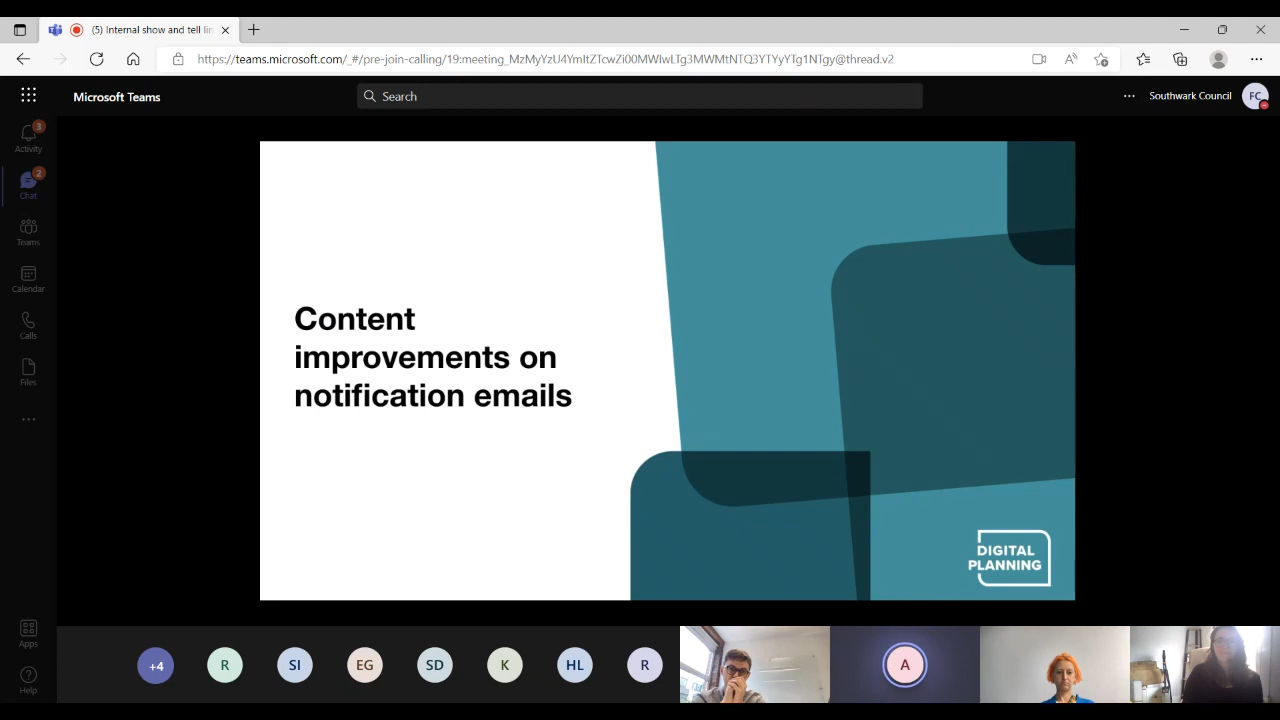 (5) Internal show and tell lin
https://teams.microsoft.com/_#/pre-join-calling/19:meeting_MzMyYzU4YmItZTcwZi00MWIwLTg3MWMtNTQ3YTYyYTg1NTgy@thread.v2
Microsoft Teams
Search
Southwark Council
FC
3
Activity
2
Chat
Teams
Calendar
Calls
Files
Content
improvements on
notification emails
DIGITAL
PLANNING
Apps
Help
+4
R
SI
EG
SD
K
HL
R
A